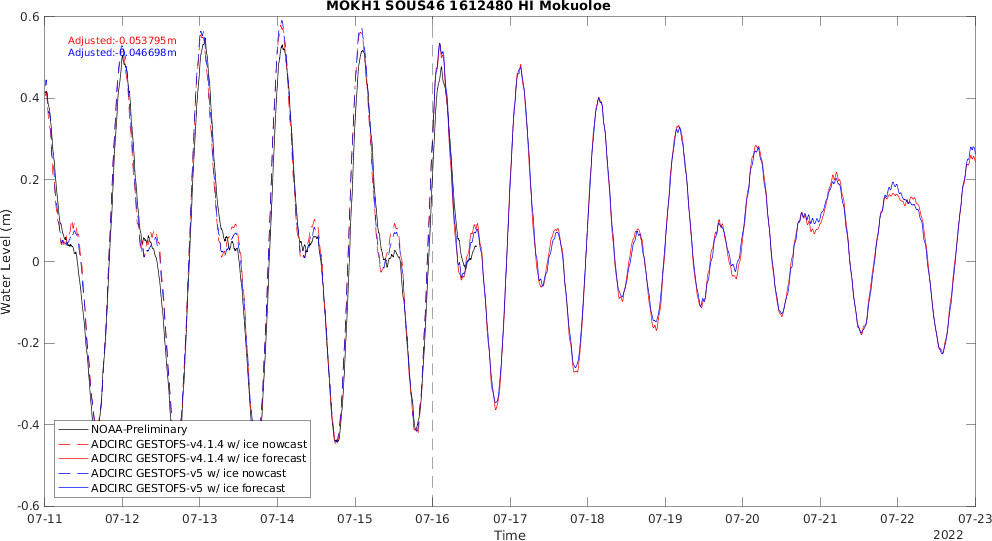 MOKH1 SOUS46 1612480 HI Mokuoloe
0.6
Adjusted:-0.053795m
Adjusted:-0.046698m
0.4
0.2
0
-0.2
-0.4
-0.6
Water Level (m)
NOAA-Preliminary
ADCIRC GESTOFS-v4.1.4 w/ ice nowcast
ADCIRC GESTOFS-v4.1.4 w/ ice forecast
ADCIRC GESTOFS-v5 w/ ice nowcast
ADCIRC GESTOFS-v5 w/ ice forecast
07-11 07-12 07-13 07-14 07-15 07-16 07-17 07-18 07-19 07-20 07-21 07-22 07-23
Time
2022